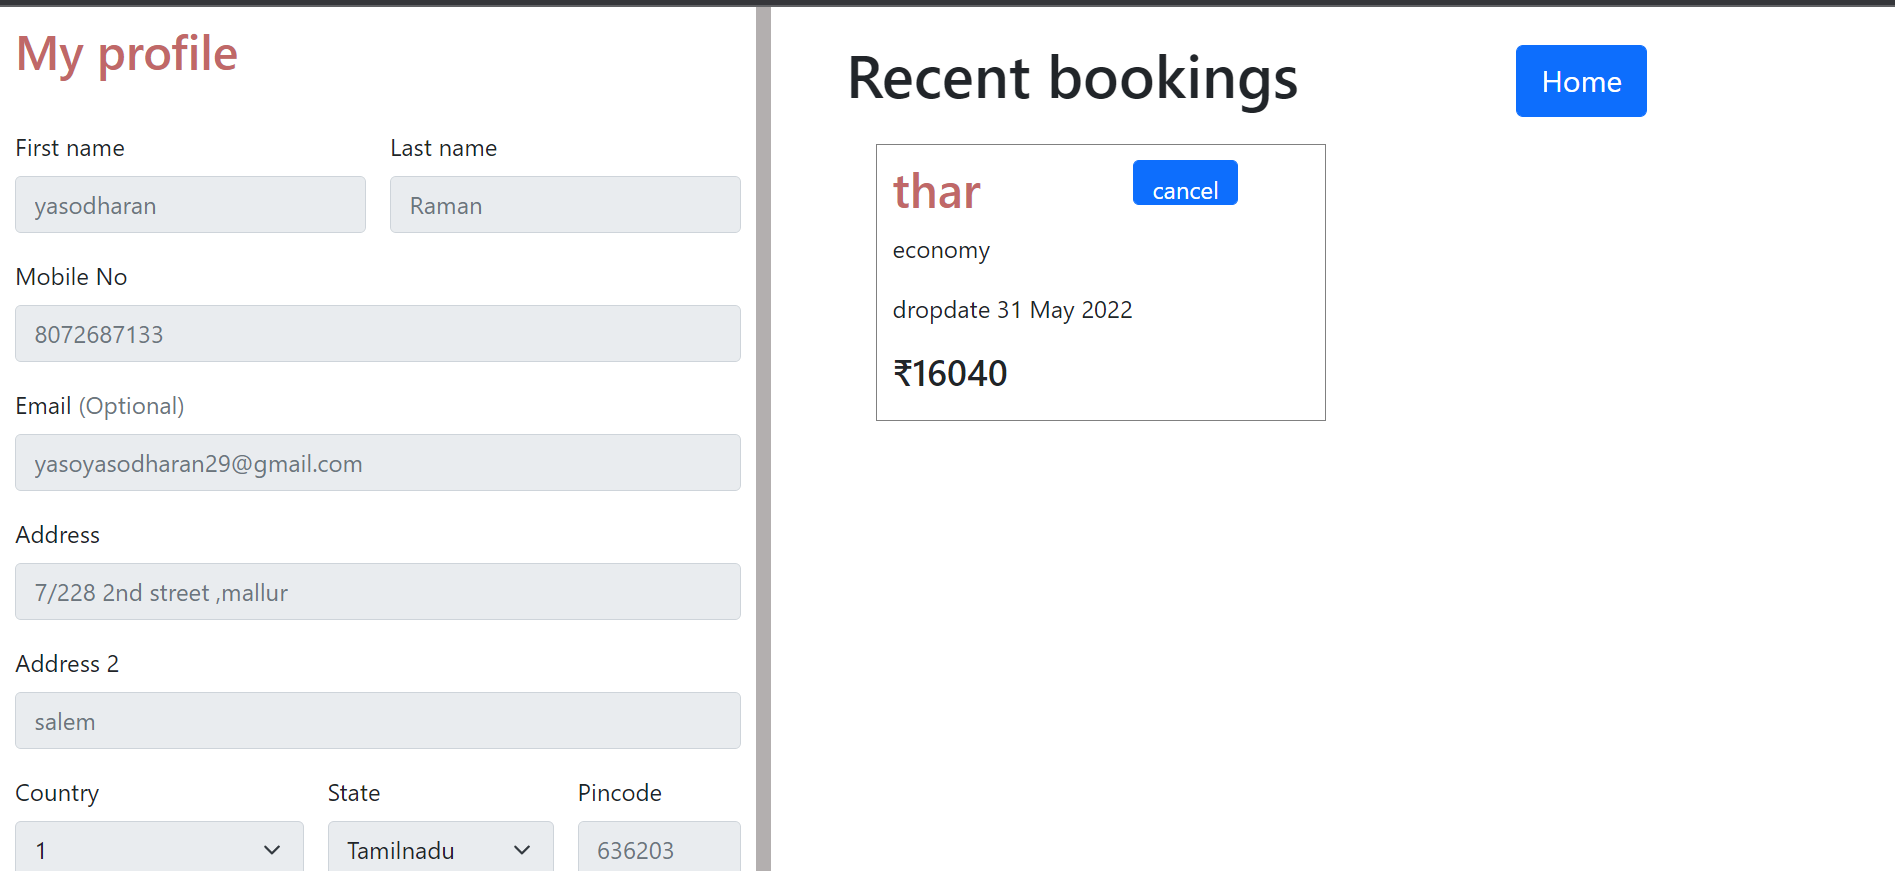 My profile
First name Last name
yasodharan Raman
Mobile No
8072687133
Email (Optional)
yasoyasodharan29@gmail.com
Address
7/228 2nd street ,mallur
Address 2
salem
Country State Pincode
1 Tamilnadu 636203
Recent bookings
Home
thar
cancel
economy
dropdate 31 May 2022
₹16040